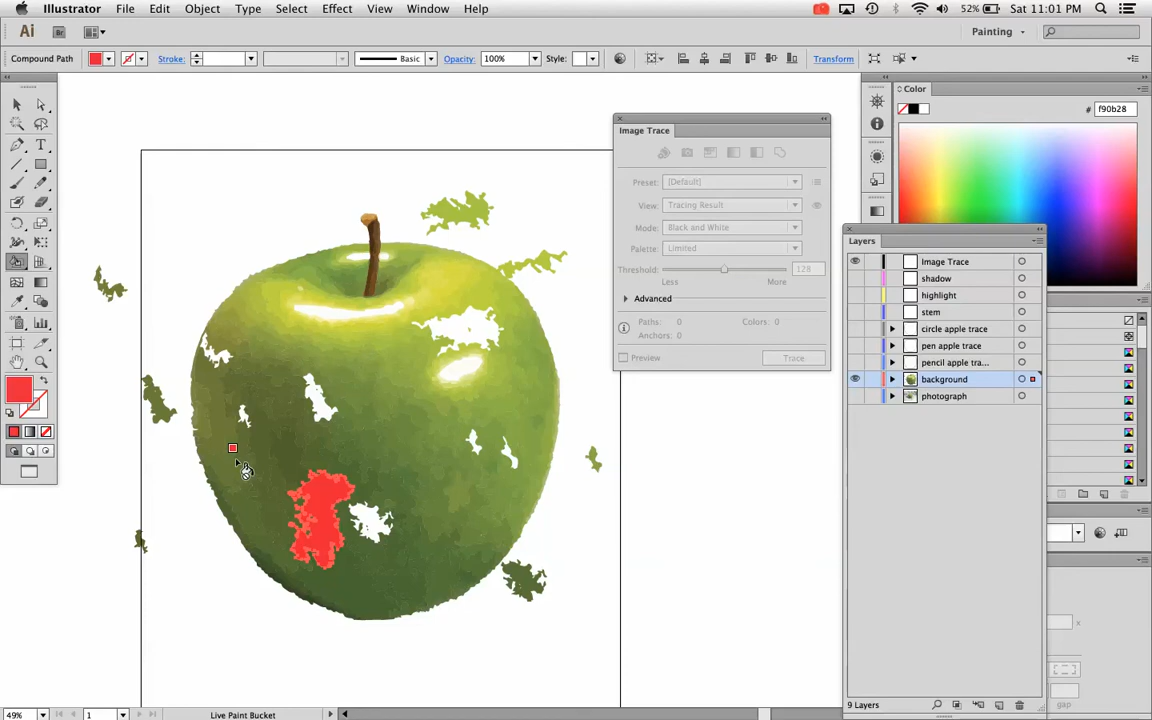 Illustrator File Edit Object Type Select Effect View Window Help 52% Sat 11:01 PM
Ai Br Painting
Compound Path Stroke: Basic Opacity: 100% Style: Transform
Color
# f90b28
Image Trace
Preset: [Default]
View: Tracing Result
Mode: Black and White
Palette: Limited
Threshold: 128
Less More
Advanced
Paths: 0 Colors: 0
Anchors: 0
Preview Trace
Layers
Image Trace
shadow
highlight
stem
circle apple trace
pen apple trace
pencil apple tra...
background
photograph
x
gap
9 Layers
49% 1 Live Paint Bucket